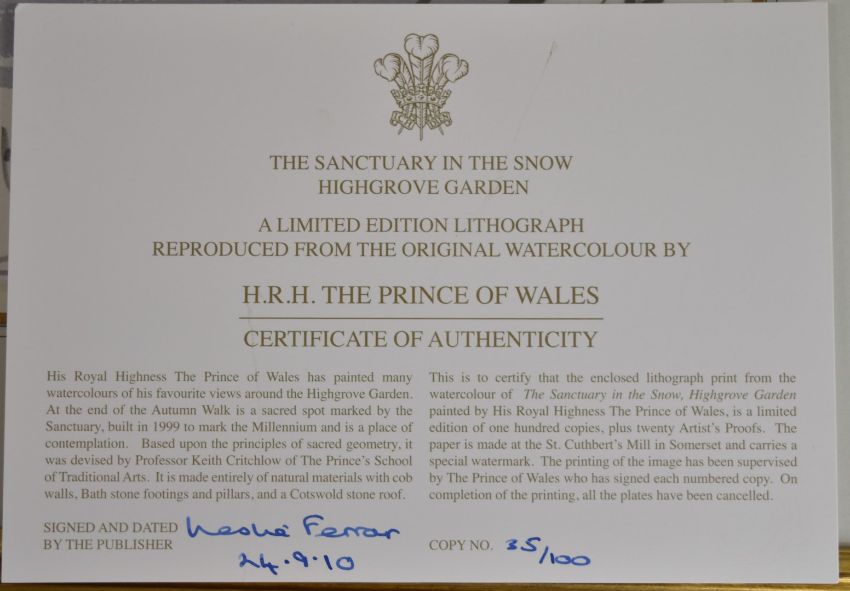 THE SANCTUARY IN THE SNOW
HIGHGROVE GARDEN
A LIMITED EDITION LITHOGRAPH
REPRODUCED FROM THE ORIGINAL WATERCOLOUR BY
H.R.H. THE PRINCE OF WALES
CERTIFICATE OF AUTHENTICITY
His Royal Highness The Prince of Wales has painted many
watercolours of his favourite views around the Highgrove Garden.
At the end of the Autumn Walk is a sacred spot marked by the
Sanctuary, built in 1999 to mark the Millennium and is a place of
contemplation. Based upon the principles of sacred geometry, it
was devised by Professor Keith Critchlow of The Prince's School
of Traditional Arts. It is made entirely of natural materials with cob
walls, Bath stone footings and pillars, and a Cotswold stone roof.
This is to certify that the enclosed lithograph print from the
watercolour of The Sanctuary in the Snow, Highgrove Garden
painted by His Royal Highness The Prince of Wales, is a limited
edition of one hundred copies, plus twenty Artist's Proofs. The
paper is made at the St. Cuthbert's Mill in Somerset and carries a
special watermark. The printing of the image has been supervised
by The Prince of Wales who has signed each numbered copy. On
completion of the printing, all the plates have been cancelled.
SIGNED AND DATED
BY THE PUBLISHER
Ferrar
24.9.10
COPY NO. 35/100